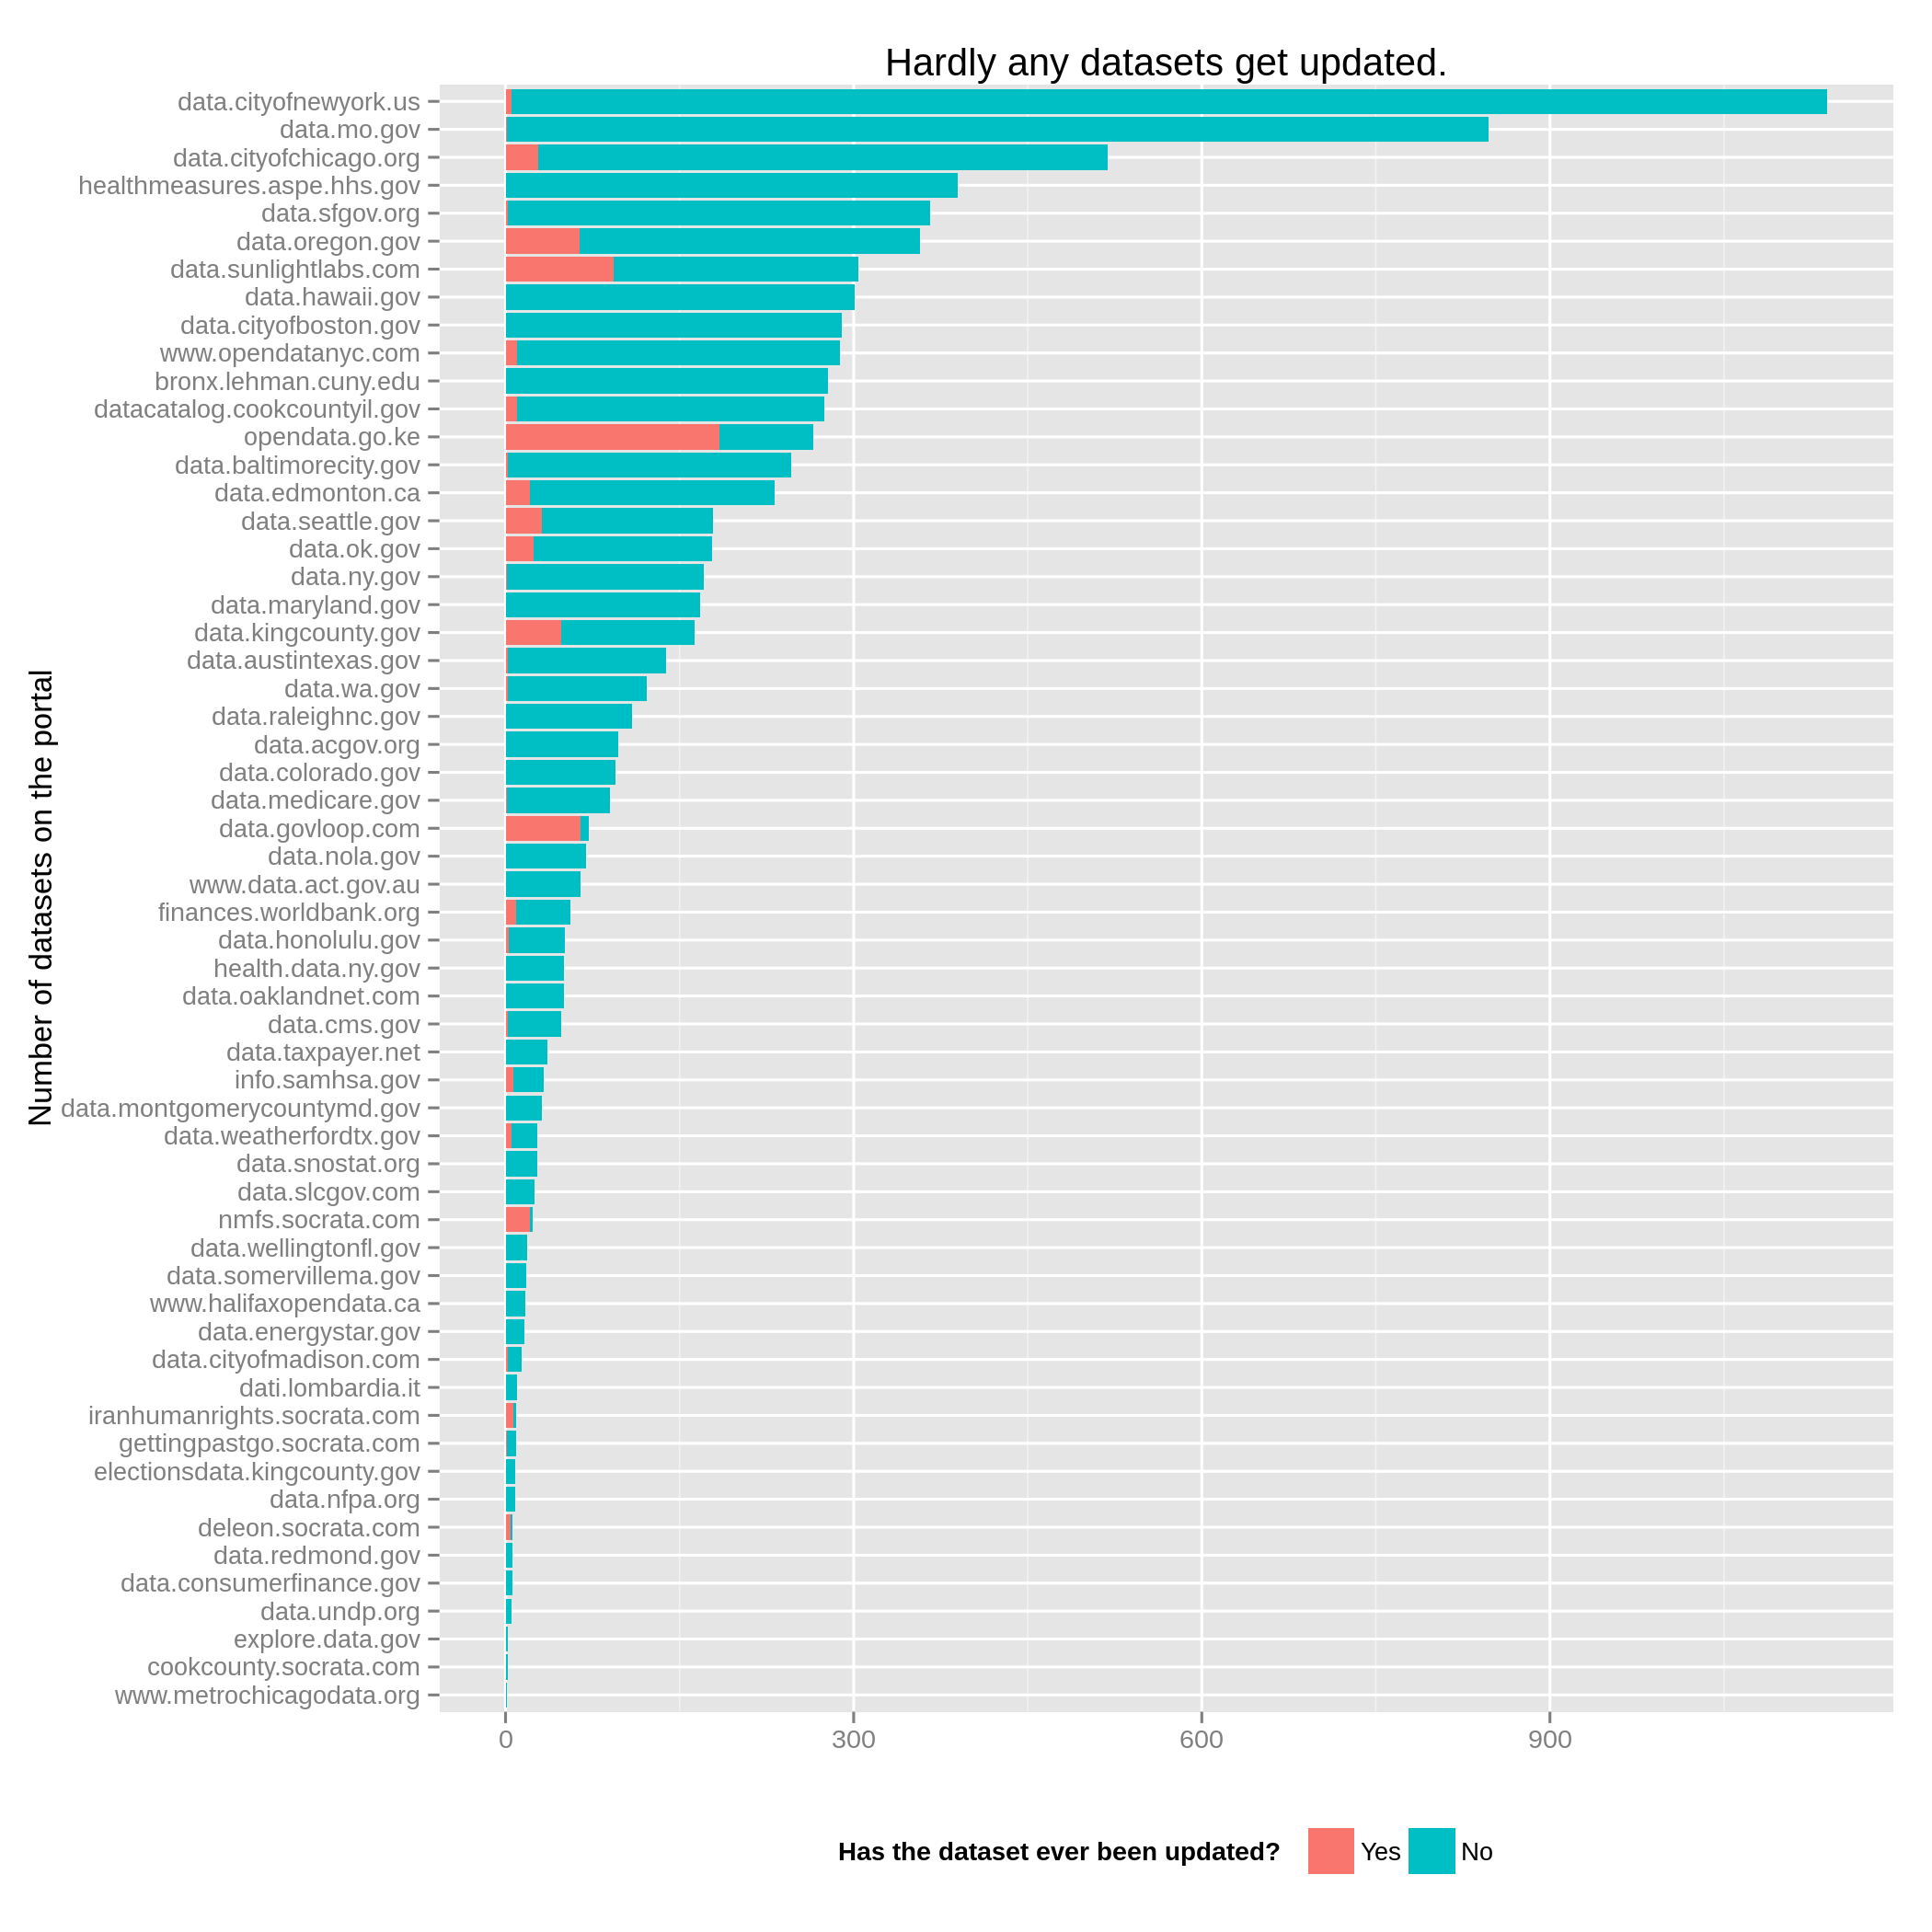 Hardly any datasets get updated.
Number of datasets on the portal
data.cityofnewyork.us
data.mo.gov
data.cityofchicago.org
healthmeasures.aspe.hhs.gov
data.sfgov.org
data.oregon.gov
data.sunlightlabs.com
data.hawaii.gov
data.cityofboston.gov
www.opendatanyc.com
bronx.lehman.cuny.edu
datacatalog.cookcountyil.gov
opendata.go.ke
data.baltimorecity.gov
data.edmonton.ca
data.seattle.gov
data.ok.gov
data.ny.gov
data.maryland.gov
data.kingcounty.gov
data.austintexas.gov
data.wa.gov
data.raleighnc.gov
data.acgov.org
data.colorado.gov
data.medicare.gov
data.govloop.com
data.nola.gov
www.data.act.gov.au
finances.worldbank.org
data.honolulu.gov
health.data.ny.gov
data.oaklandnet.com
data.cms.gov
data.taxpayer.net
info.samhsa.gov
data.montgomerycountymd.gov
data.weatherfordtx.gov
data.snostat.org
data.slcgov.com
nmfs.socrata.com
data.wellingtonfl.gov
data.somervillema.gov
www.halifaxopendata.ca
data.energystar.gov
data.cityofmadison.com
dati.lombardia.it
iranhumanrights.socrata.com
gettingpastgo.socrata.com
electionsdata.kingcounty.gov
data.nfpa.org
deleon.socrata.com
data.redmond.gov
data.consumerfinance.gov
data.undp.org
explore.data.gov
cookcounty.socrata.com
www.metrochicagodata.org
0 300 600 900
Has the dataset ever been updated? Yes No